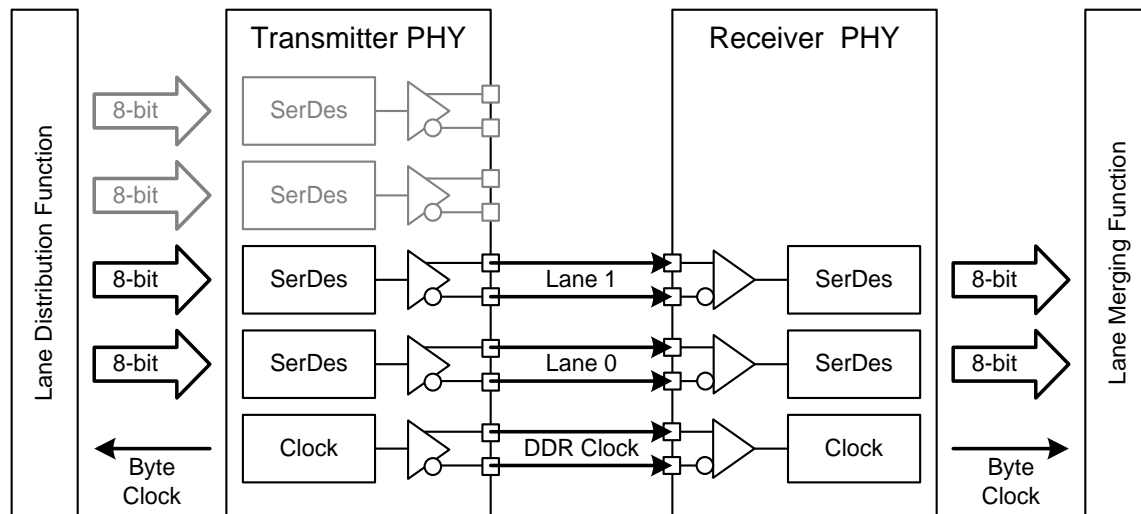 Lane Distribution Function
Transmitter PHY
Receiver PHY
Lane Merging Function
8-bit
SerDes
8-bit
SerDes
8-bit
SerDes
Lane 1
SerDes
8-bit
8-bit
SerDes
Lane 0
SerDes
8-bit
Byte
Clock
Clock
DDR Clock
Clock
Byte
Clock